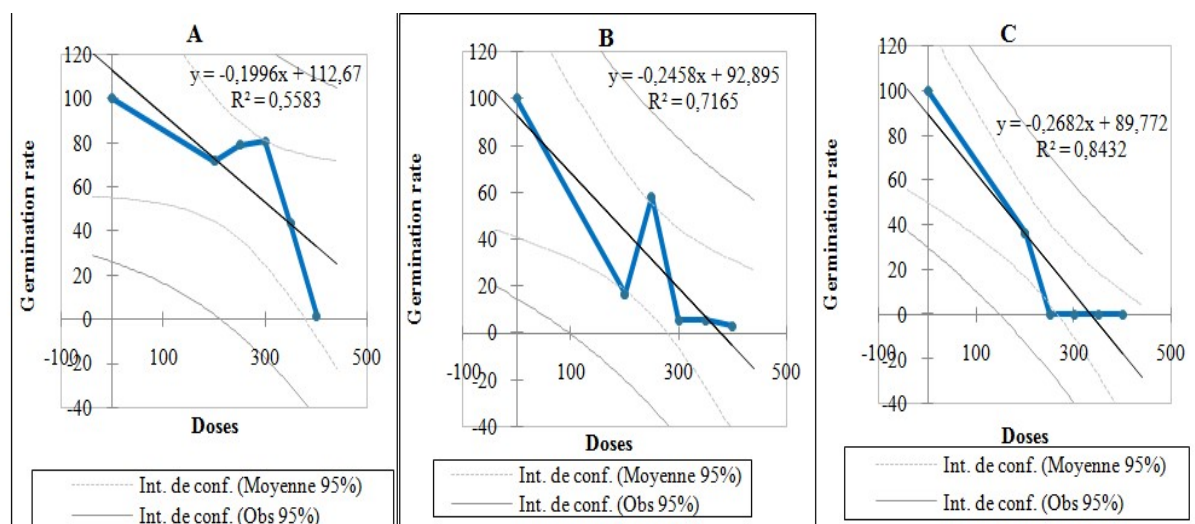 A
120
100
80
60
40
20
0
-20
-40
-100
100
300
500
y = -0,1996x + 112,67
R² = 0,5583
Germination rate
Doses
Int. de conf. (Moyenne 95%)
Int. de conf. (Obs 95%)
B
120
100
80
60
40
20
0
-20
-40
-100
100
300
500
y = -0,2458x + 92,895
R² = 0,7165
Germination rate
Doses
Int. de conf. (Moyenne 95%)
Int. de conf. (Obs 95%)
C
120
100
80
60
40
20
0
-20
-40
-100
100
300
500
y = -0,2682x + 89,772
R² = 0,8432
Germination rate
Doses
Int. de conf. (Moyenne 95%)
Int. de conf. (Obs 95%)